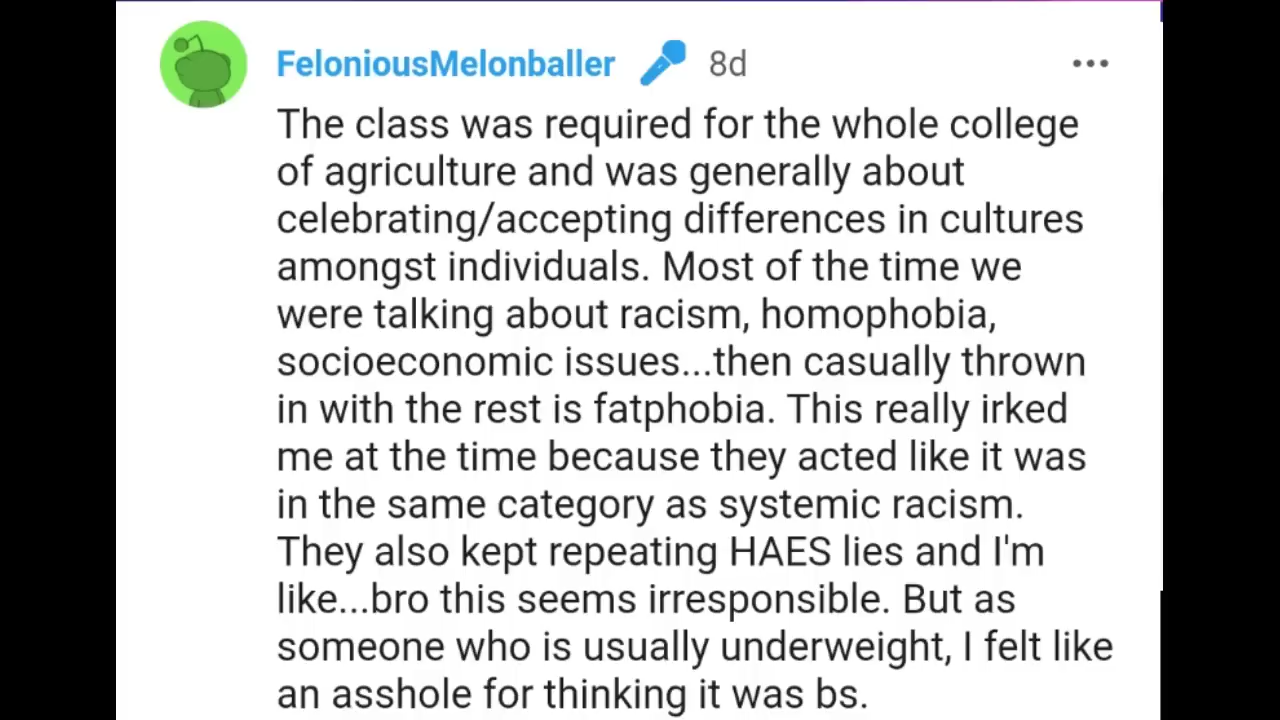 FeloniousMelonballer 8d
The class was required for the whole college
of agriculture and was generally about
celebrating/accepting differences in cultures
amongst individuals. Most of the time we
were talking about racism, homophobia,
socioeconomic issues...then casually thrown
in with the rest is fatphobia. This really irked
me at the time because they acted like it was
in the same category as systemic racism.
They also kept repeating HAES lies and I'm
like...bro this seems irresponsible. But as
someone who is usually underweight, I felt like
an asshole for thinking it was bs.